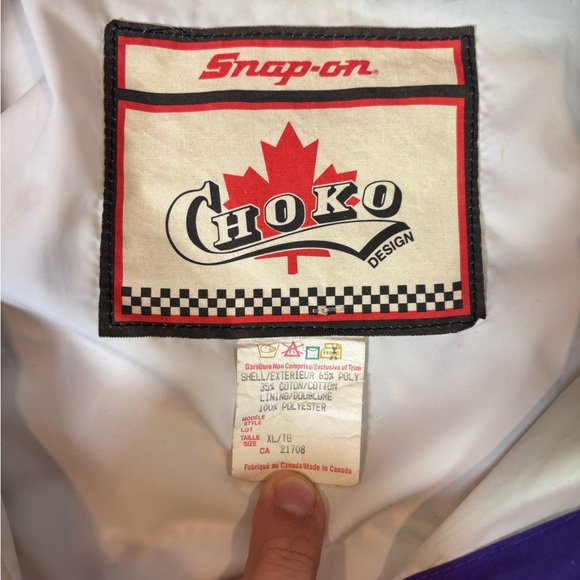 Snap-on®
CHOKO
DESIGN
Garniture Non Comprise/Exclusive of Trim
SHELL/EXTERIEUR 65% POLY
35% COTON/COTTON
LINING/DOUBLURE
100% POLYESTER
MODÈLE
STYLE
LOT
TAILLE XL/TG
SIZE
CA 21708
Fabriqué au Canada/Made in Canada